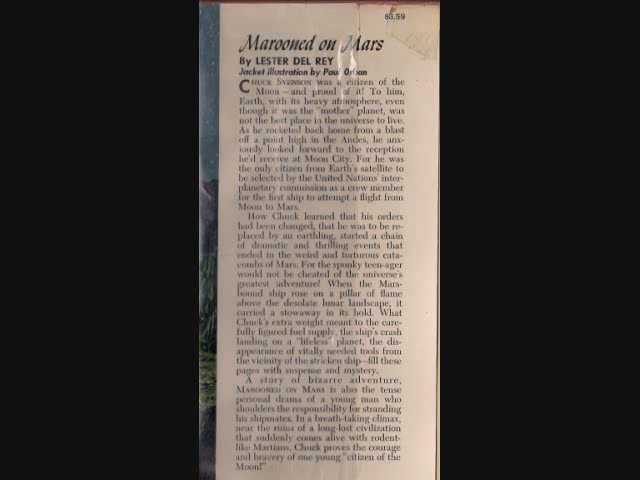 $3.59
Marooned on Mars
By LESTER DEL REY
Jacket illustration by Paul Orban
CHUCK SVENSON was a citizen of the
Moon—and proud of it! To him,
Earth, with its heavy atmosphere, even
though it was the "mother" planet, was
not the best place in the universe to live.
As he rocketed back home from a blast
off a point high in the Andes, he anx-
iously looked forward to the reception
he'd receive at Moon City. For he was
the only citizen from Earth's satellite to
be selected by the United Nations' inter-
planetary commission as a crew member
for the first ship to attempt a flight from
Moon to Mars.
How Chuck learned that his orders
had been changed, that he was to be re-
placed by an earthling, started a chain
of dramatic and thrilling events that
ended in the weird and torturous cata-
combs of Mars. For the spunky teen-ager
would not be cheated of the universe's
greatest adventure! When the Mars-
bound ship rose on a pillar of flame
above the desolate lunar landscape, it
carried a stowaway in its hold. What
Chuck's extra weight meant to the care-
fully figured fuel supply, the ship's crash
landing on a "lifeless" planet, the dis-
appearance of vitally needed tools from
the vicinity of the stricken ship—fill these
pages with suspense and mystery.
A story of bizarre adventure,
MAROONED ON MARS is also the tense
personal drama of a young man who
shoulders the responsibility for stranding
his shipmates. In a breath-taking climax,
near the ruins of a long-lost civilization
that suddenly comes alive with rodent-
like Martians, Chuck proves the courage
and bravery of one young "citizen of the
Moon!"